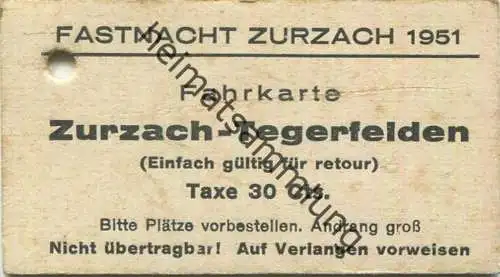 FASTNACHT ZURZACH 1951
Fahrkarte
Zurzach-Tegerfelden
(Einfach gültig für retour)
Taxe 30 Cts.
Bitte Plätze vorbestellen. Andrang groß
Nicht übertragbar! Auf Verlangen vorweisen
heimatsammlung